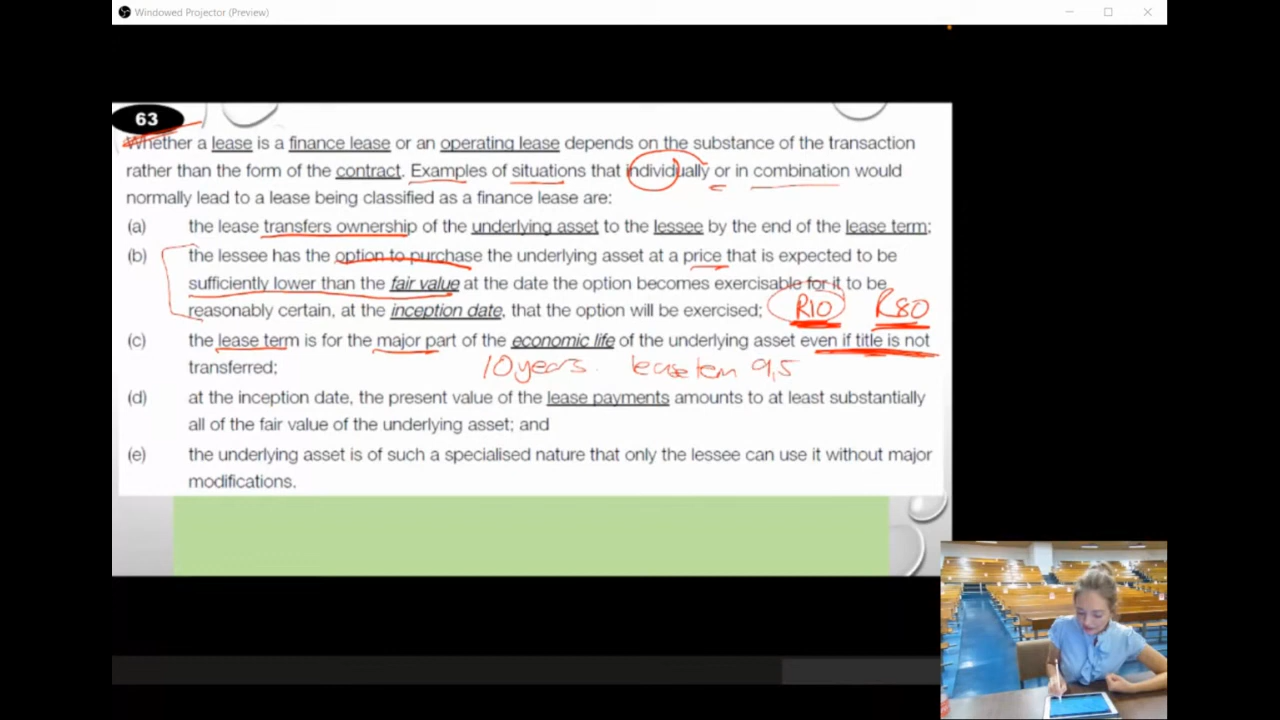 Windowed Projector (Preview)
63
Whether a lease is a finance lease or an operating lease depends on the substance of the transaction
rather than the form of the contract. Examples of situations that individually or in combination would
normally lead to a lease being classified as a finance lease are:
(a) the lease transfers ownership of the underlying asset to the lessee by the end of the lease term;
(b) the lessee has the option to purchase the underlying asset at a price that is expected to be
sufficiently lower than the fair value at the date the option becomes exercisable for it to be
reasonably certain, at the inception date, that the option will be exercised; R10 R80
(c) the lease term is for the major part of the economic life of the underlying asset even if title is not
transferred; 10 years. lease term 9,5
(d) at the inception date, the present value of the lease payments amounts to at least substantially
all of the fair value of the underlying asset; and
(e) the underlying asset is of such a specialised nature that only the lessee can use it without major
modifications.